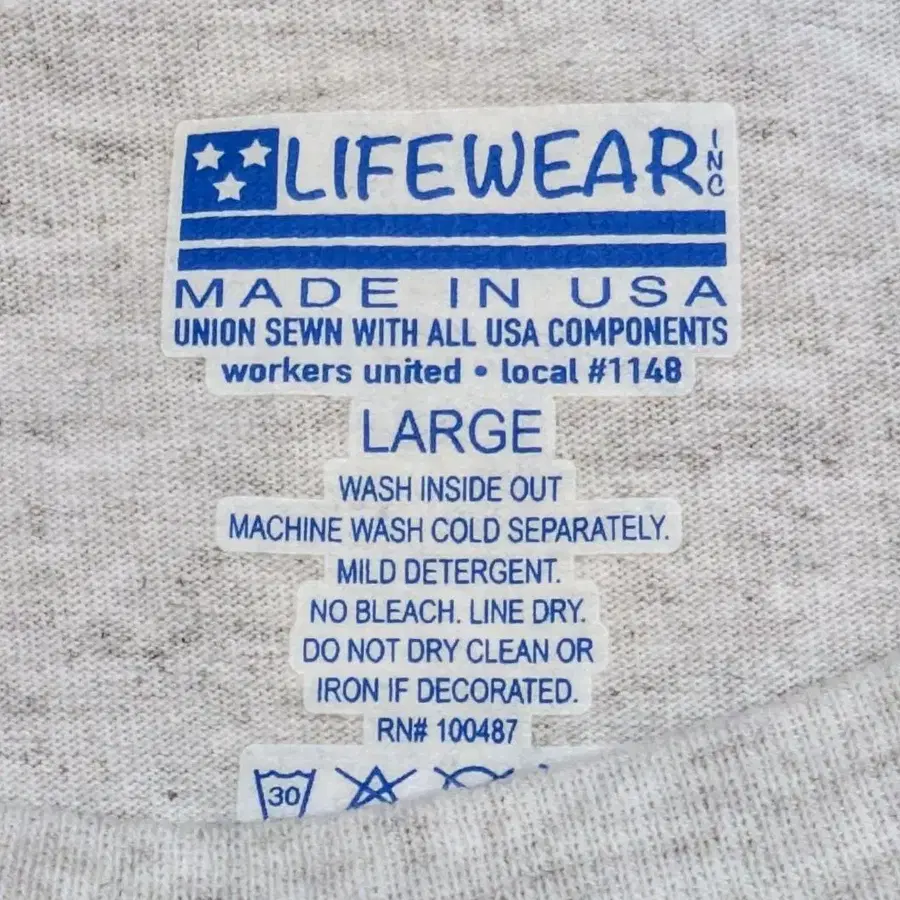 LIFEWEAR INC
MADE IN USA
UNION SEWN WITH ALL USA COMPONENTS
workers united • local #1148
LARGE
WASH INSIDE OUT
MACHINE WASH COLD SEPARATELY.
MILD DETERGENT.
NO BLEACH. LINE DRY.
DO NOT DRY CLEAN OR
IRON IF DECORATED.
RN# 100487
30